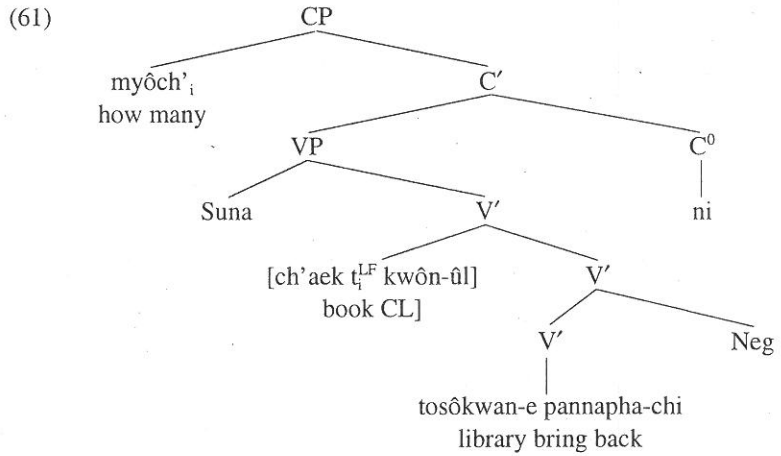 (61)
CP
myôch'ᵢ
how many
C′
VP
C⁰
Suna
V′
ni
[ch'aek tᵢᴸᶠ kwôn-ûl]
book CL]
V′
V′
Neg
tosôkwan-e pannapha-chi
library bring back